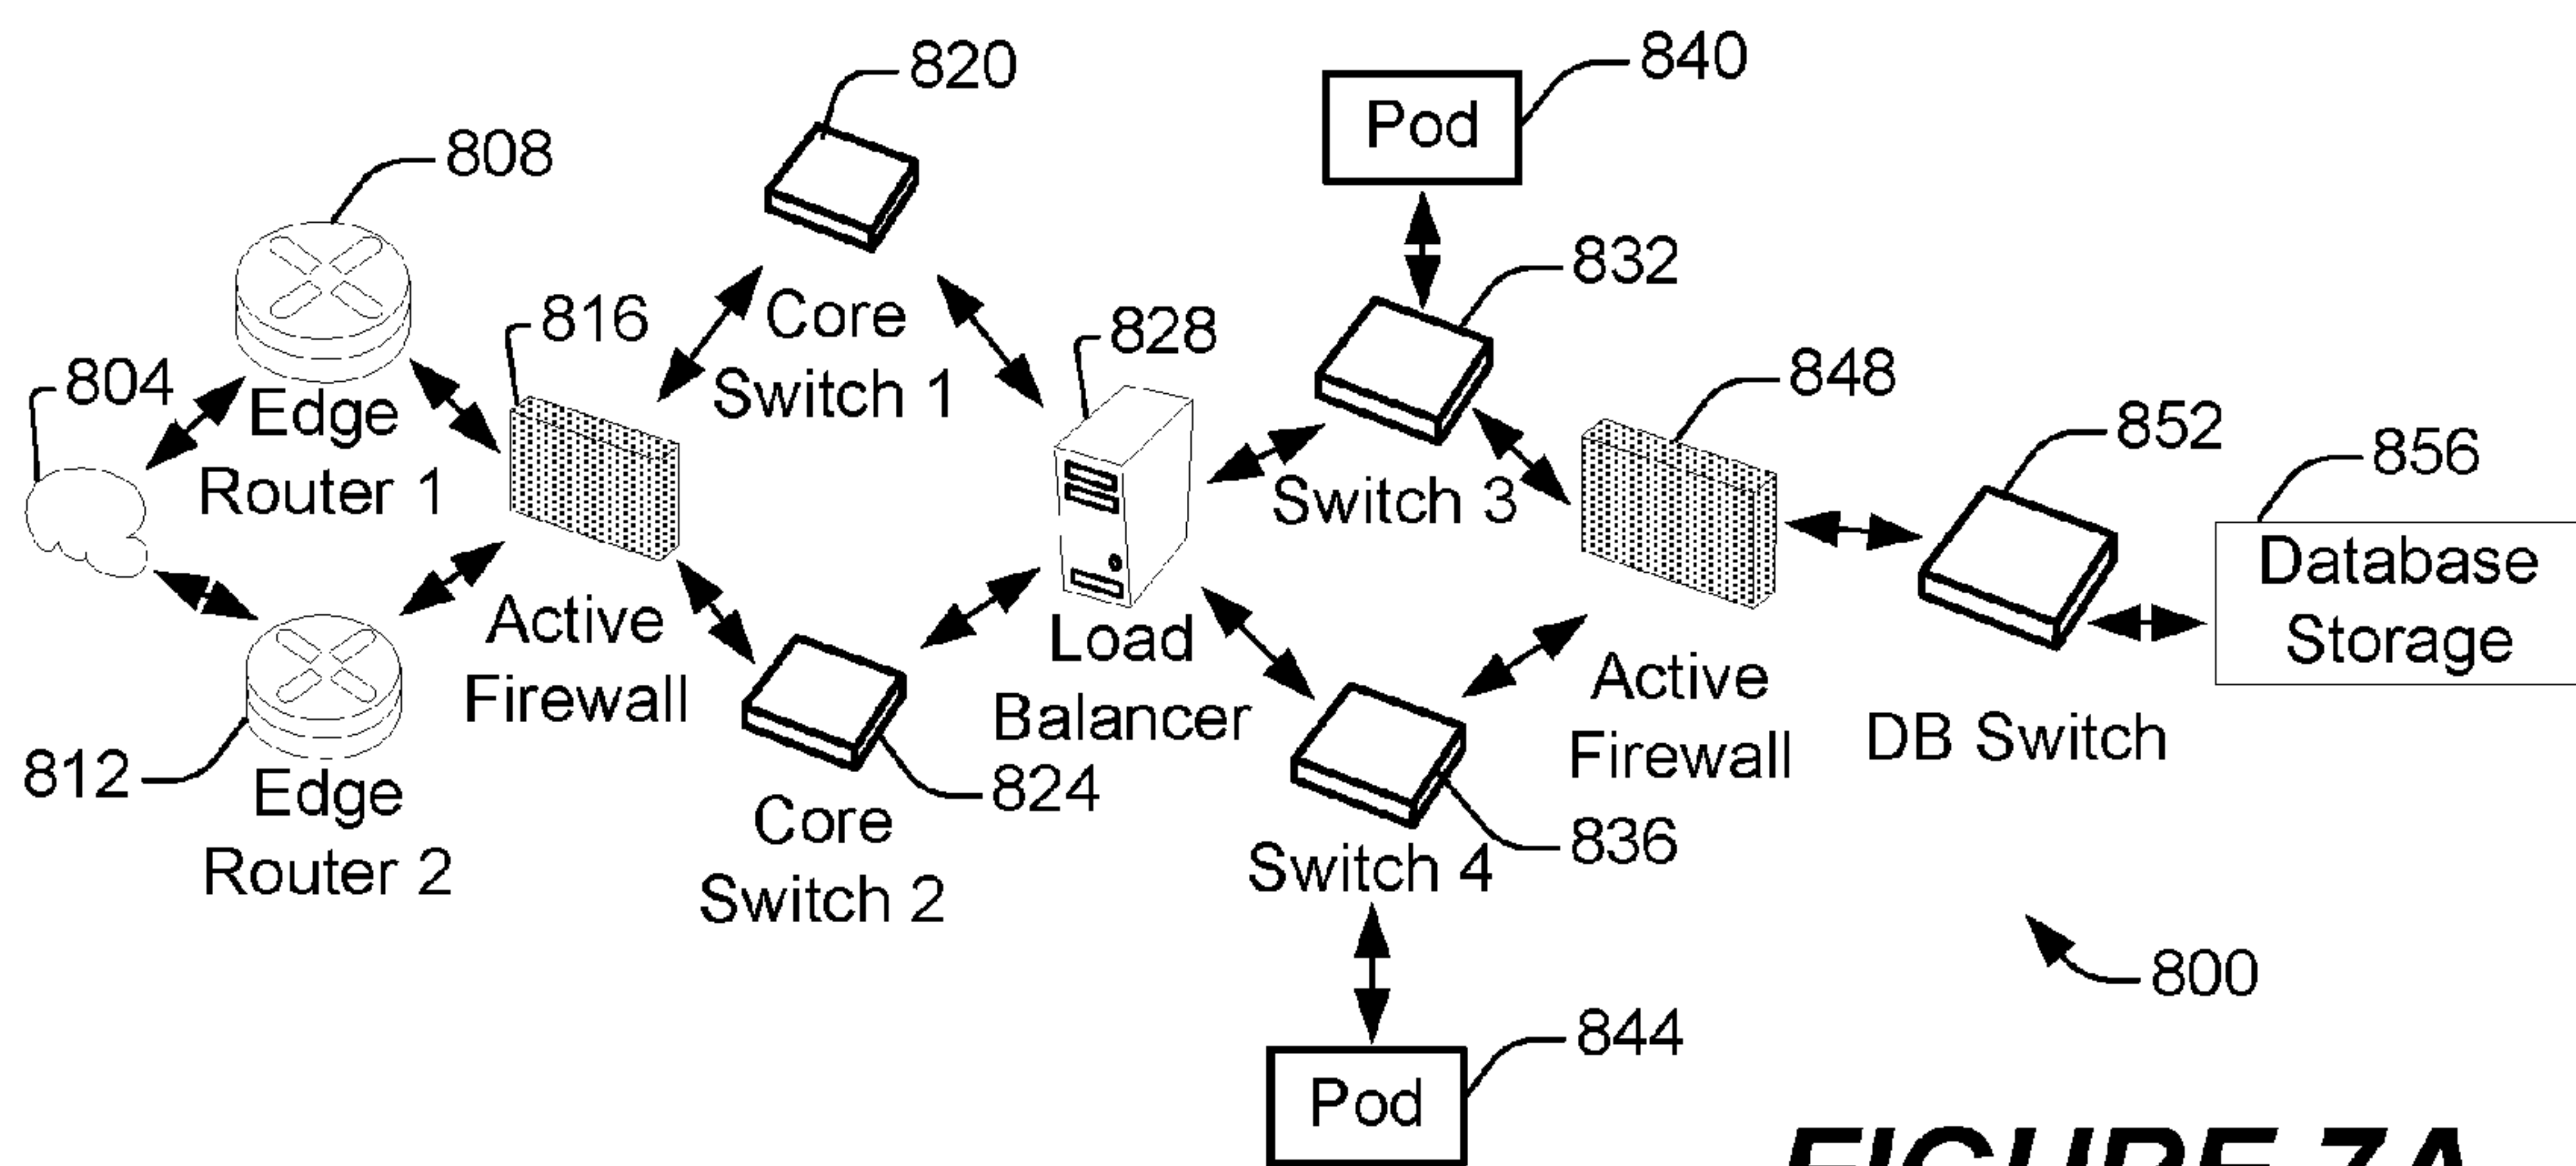 820
840
Pod
808
832
816
Core
Switch 1
828
848
804
Edge
Router 1
852
856
Switch 3
Database
Storage
Active
Firewall
Load
Balancer
Active
Firewall
DB Switch
812
Edge
Router 2
824
Core
Switch 2
836
Switch 4
800
844
Pod
FIGURE 7A